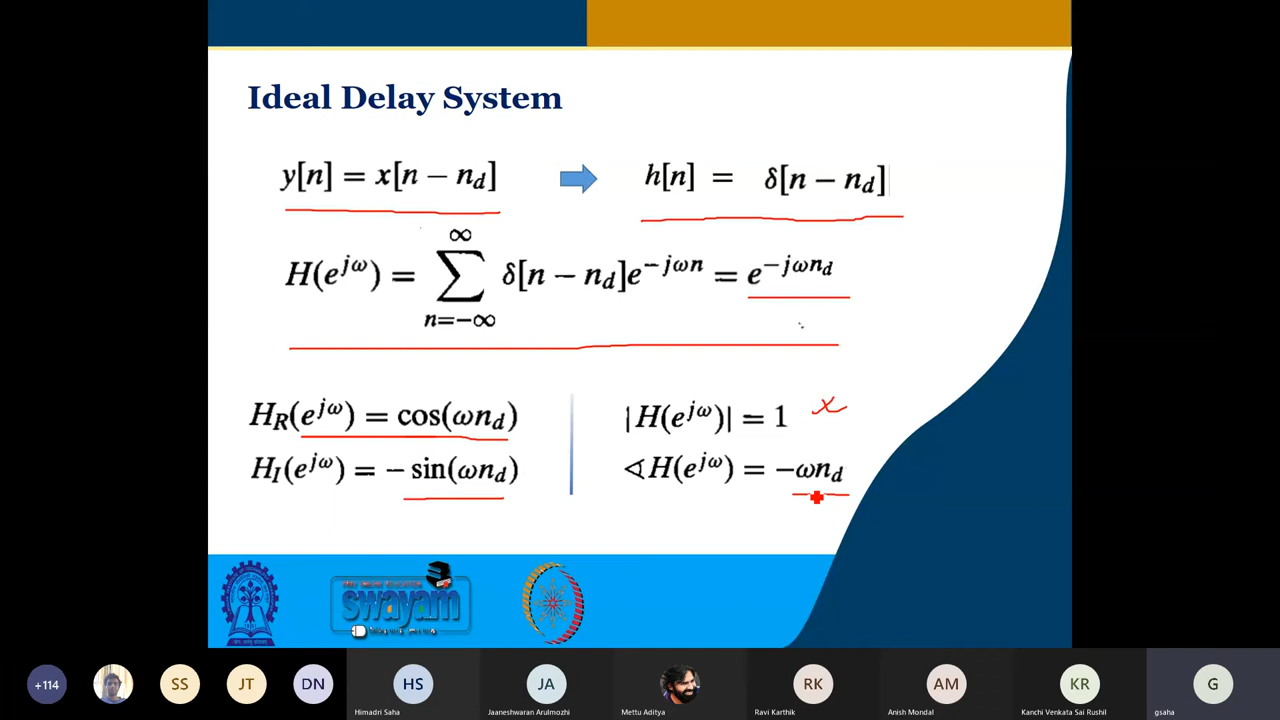 Ideal Delay System
y[n] = x[n − n_d] h[n] = δ[n − n_d]
H(e^{jω}) = ∑_{n=−∞}^{∞} δ[n − n_d]e^{−jωn} = e^{−jωn_d}
H_R(e^{jω}) = cos(ωn_d) |H(e^{jω})| = 1
H_I(e^{jω}) = − sin(ωn_d) ∢H(e^{jω}) = −ωn_d
swayam
+114 SS JT DN HS JA RK AM KR G
Himadri Saha Jaaneshwaran Arulmozhi Mettu Aditya Ravi Karthik Anish Mondal Kanchi Venkata Sai Rushil gsaha